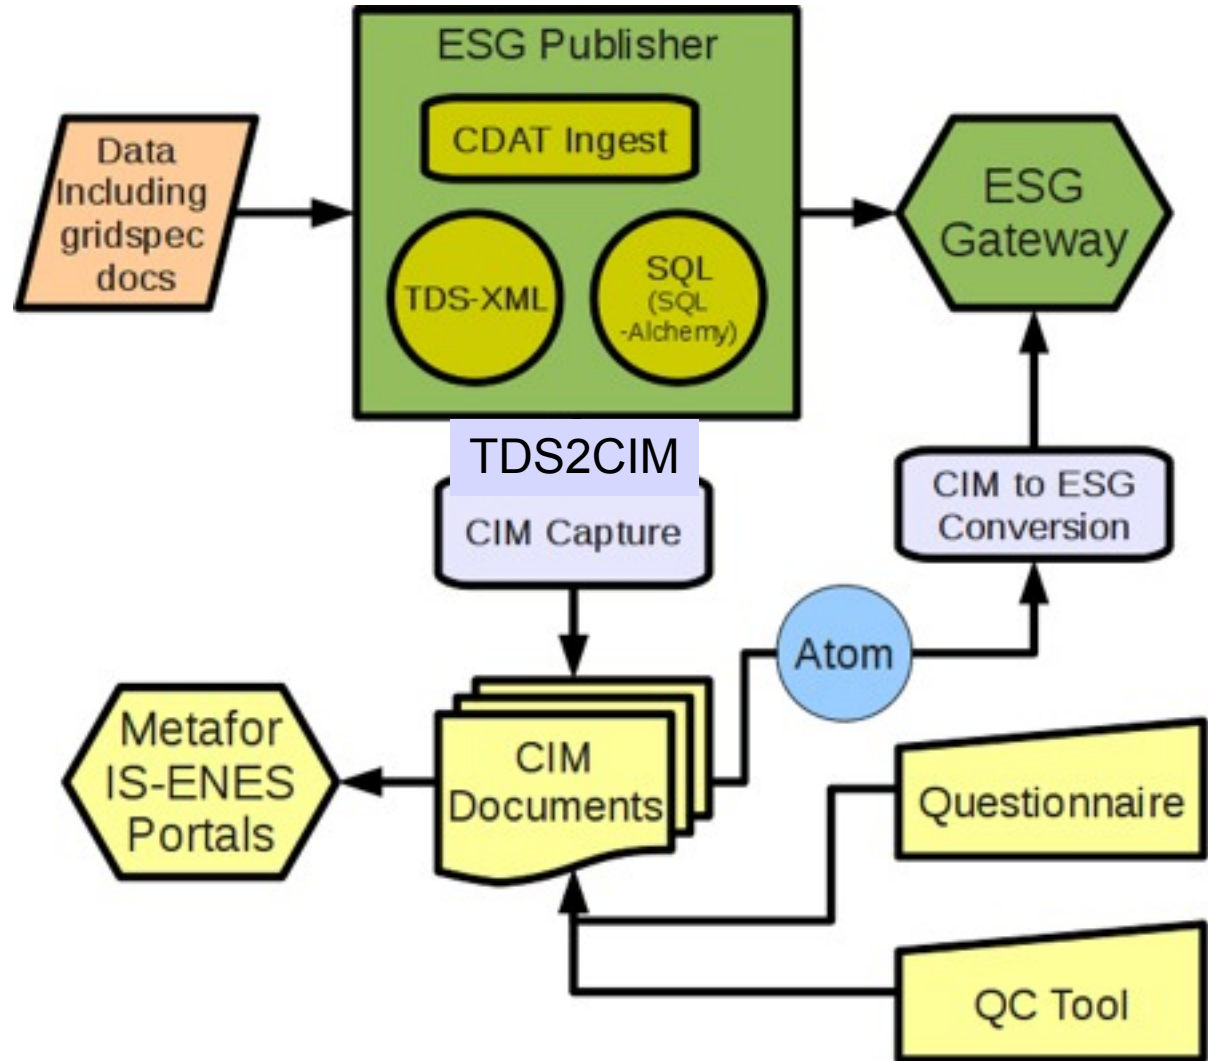 ESG Publisher
CDAT Ingest
Data
Including
gridspec
docs
TDS-XML
SQL
(SQL
-Alchemy)
ESG
Gateway
TDS2CIM
CIM Capture
CIM to ESG
Conversion
Atom
Metafor
IS-ENES
Portals
CIM
Documents
Questionnaire
QC Tool